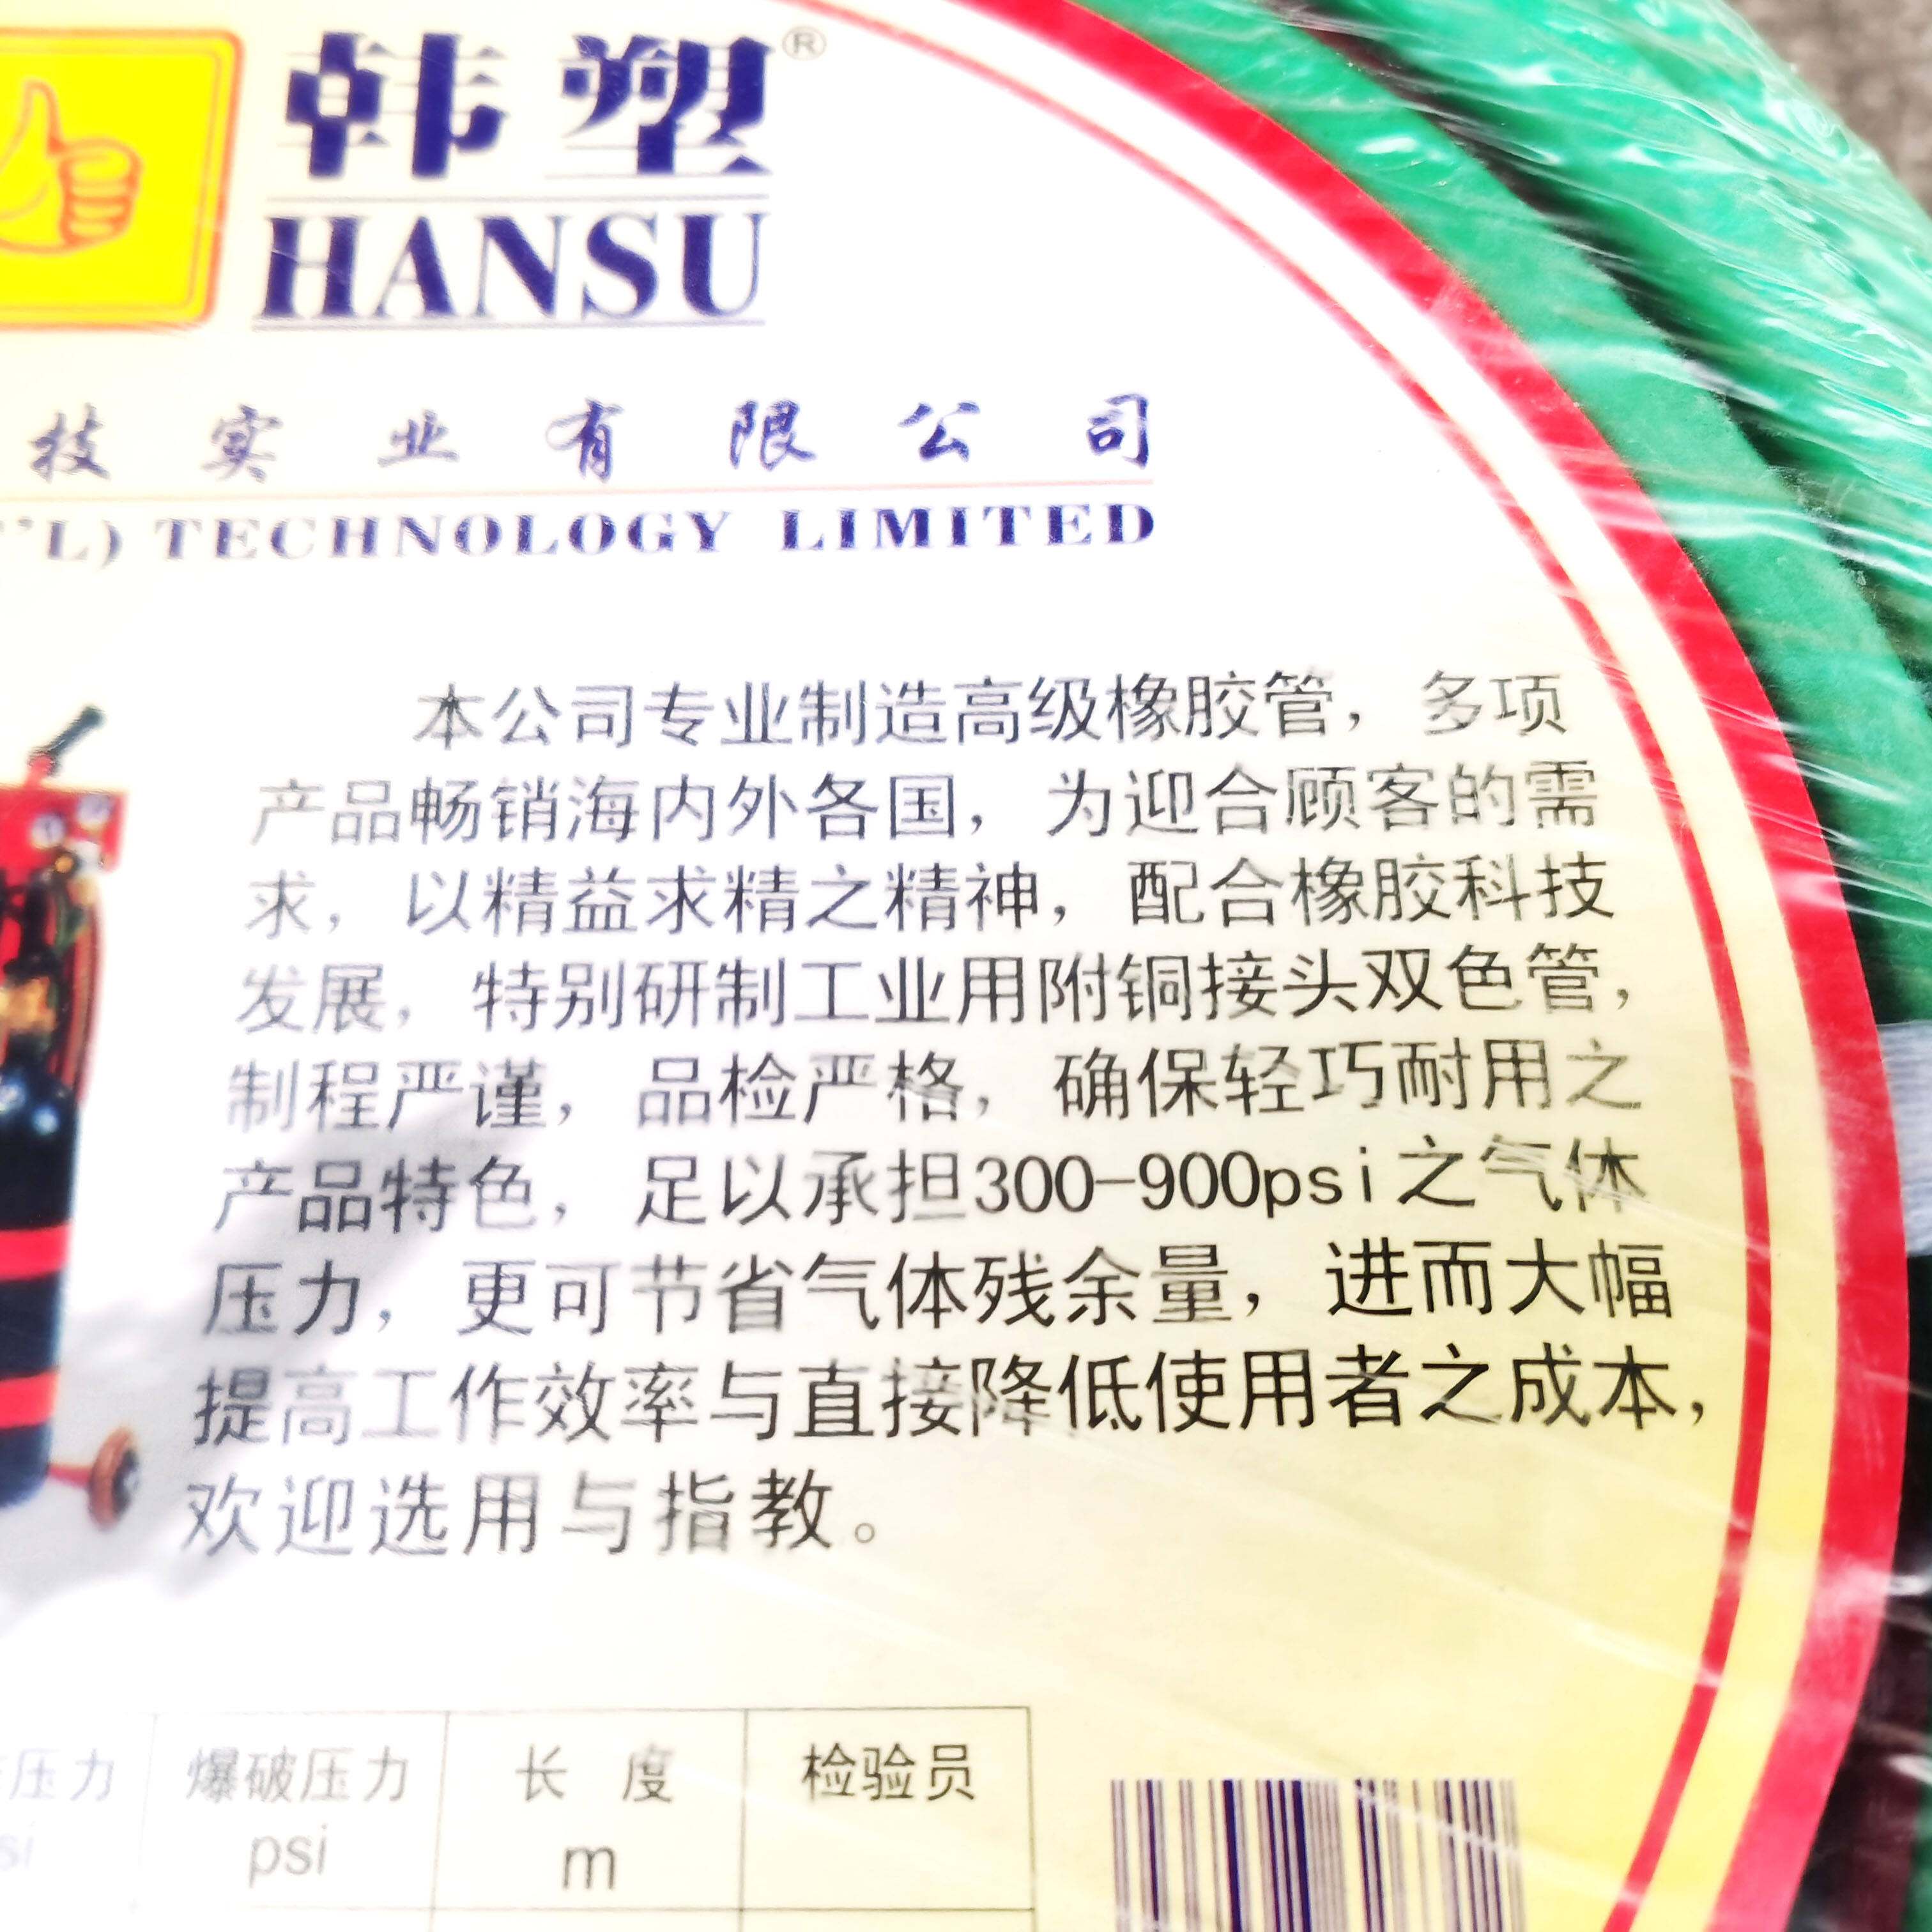 韩塑®
HANSU
技实业有限公司
'L) TECHNOLOGY LIMITED
本公司专业制造高级橡胶管，多项
产品畅销海内外各国，为迎合顾客的需
求，以精益求精之精神，配合橡胶科技
发展，特别研制工业用附铜接头双色管，
制程严谨，品检严格，确保轻巧耐用之
产品特色，足以承担300-900psi之气体
压力，更可节省气体残余量，进而大幅
提高工作效率与直接降低使用者之成本，
欢迎选用与指教。
压力 爆破压力 长 度 检验员
si psi m